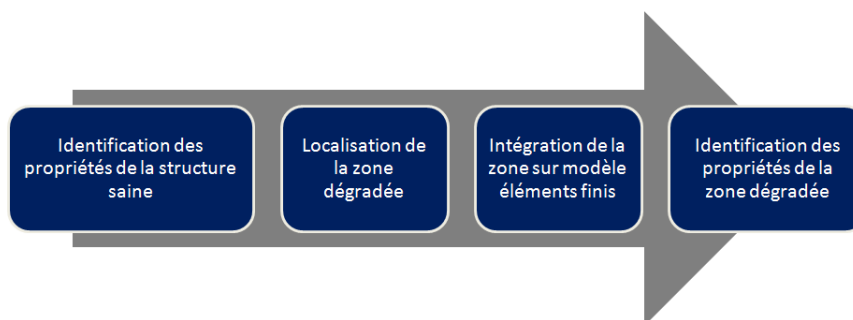 Identification des
propriétés de la structure
saine
Localisation de
la zone
dégradée
Intégration de la
zone sur modèle
éléments finis
Identification des
propriétés de la
zone dégradée